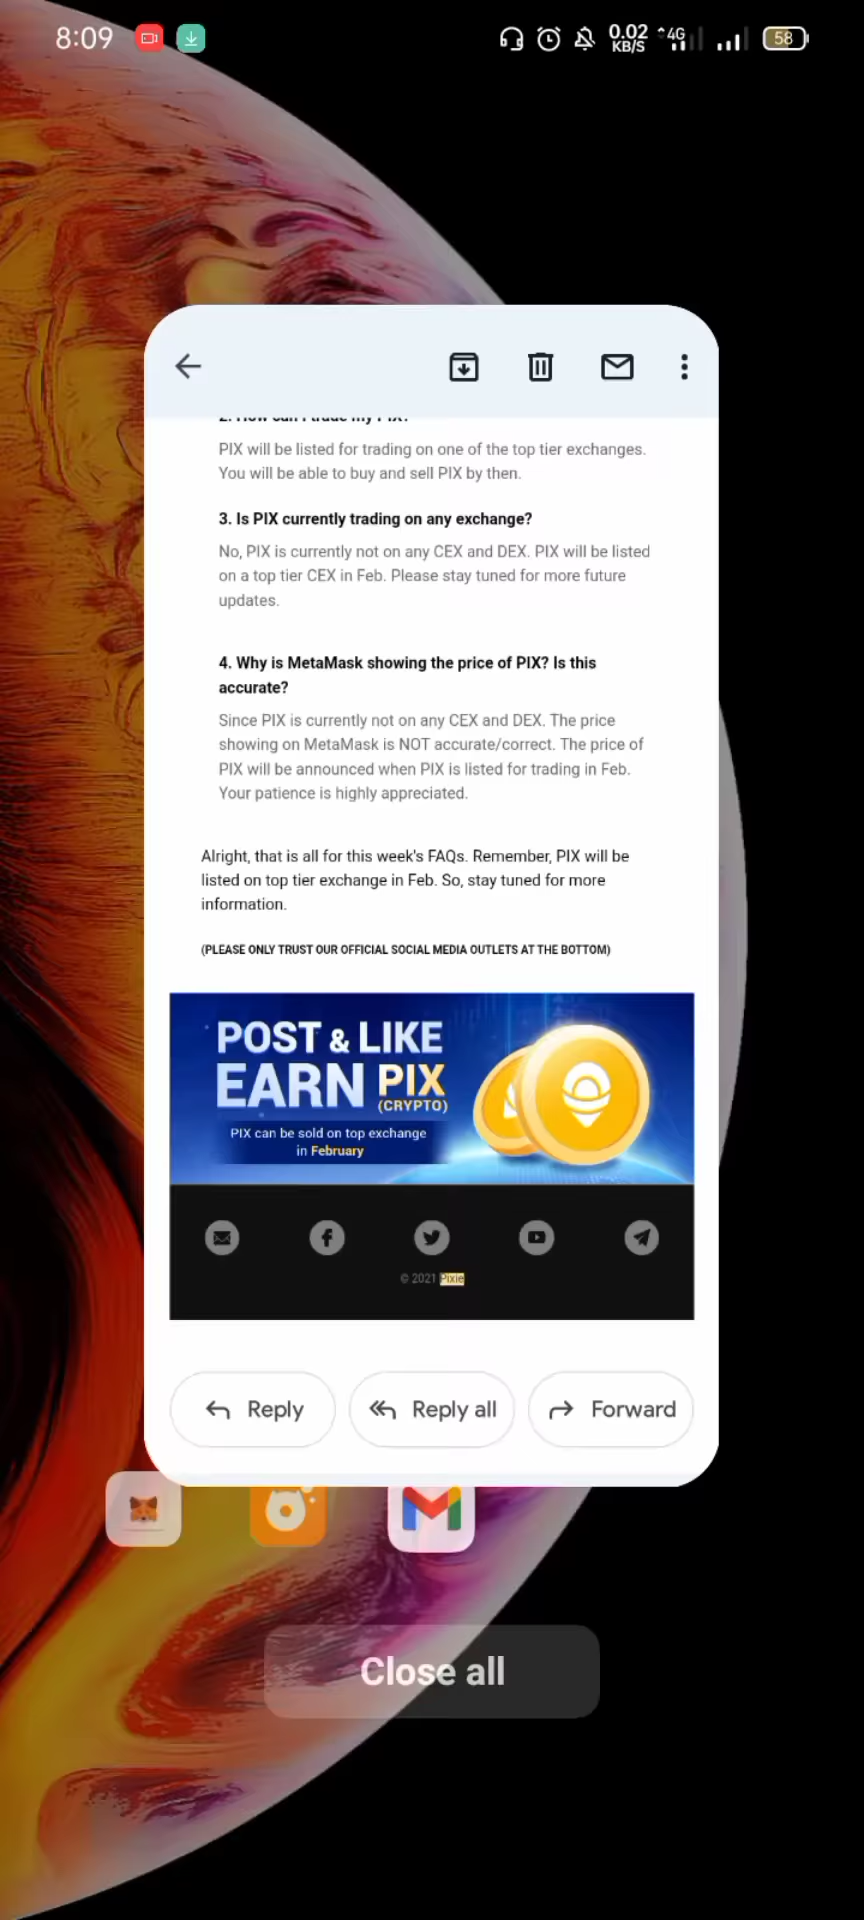 8:09
0.02
KB/S
4G
58
2. How can I trade my PIX?
PIX will be listed for trading on one of the top tier exchanges.
You will be able to buy and sell PIX by then.
3. Is PIX currently trading on any exchange?
No, PIX is currently not on any CEX and DEX. PIX will be listed
on a top tier CEX in Feb. Please stay tuned for more future
updates.
4. Why is MetaMask showing the price of PIX? Is this
accurate?
Since PIX is currently not on any CEX and DEX. The price
showing on MetaMask is NOT accurate/correct. The price of
PIX will be announced when PIX is listed for trading in Feb.
Your patience is highly appreciated.
Alright, that is all for this week's FAQs. Remember, PIX will be
listed on top tier exchange in Feb. So, stay tuned for more
information.
(PLEASE ONLY TRUST OUR OFFICIAL SOCIAL MEDIA OUTLETS AT THE BOTTOM)
POST & LIKE
EARN PIX
(CRYPTO)
PIX can be sold on top exchange
in February
© 2021 Pixie
Reply
Reply all
Forward
Close all